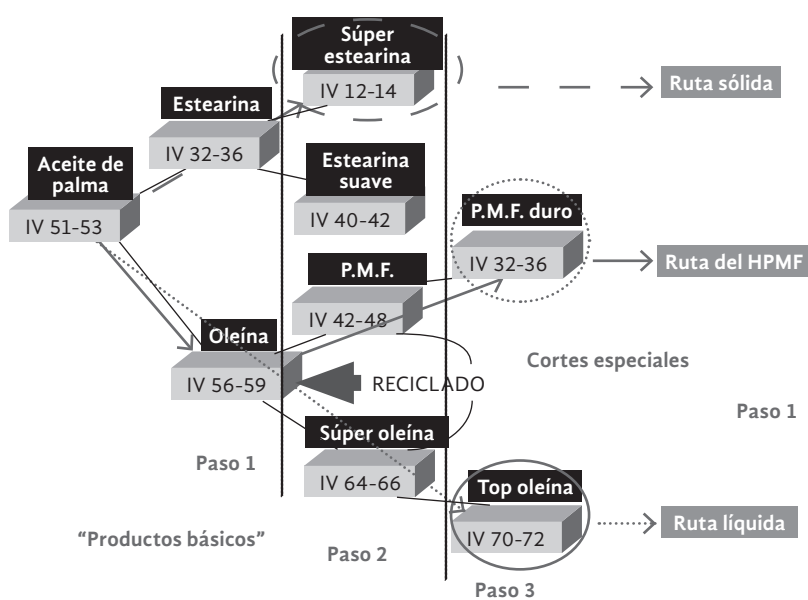 Súper
estearina
IV 12-14
Ruta sólida
Estearina
IV 32-36
Aceite de
palma
IV 51-53
Estearina
suave
IV 40-42
P.M.F. duro
IV 32-36
Ruta del HPMF
P.M.F.
IV 42-48
Oleína
IV 56-59
RECICLADO
Cortes especiales
Paso 1
Súper oleína
IV 64-66
Paso 1
Top oleína
IV 70-72
Ruta líquida
“Productos básicos”
Paso 2
Paso 3